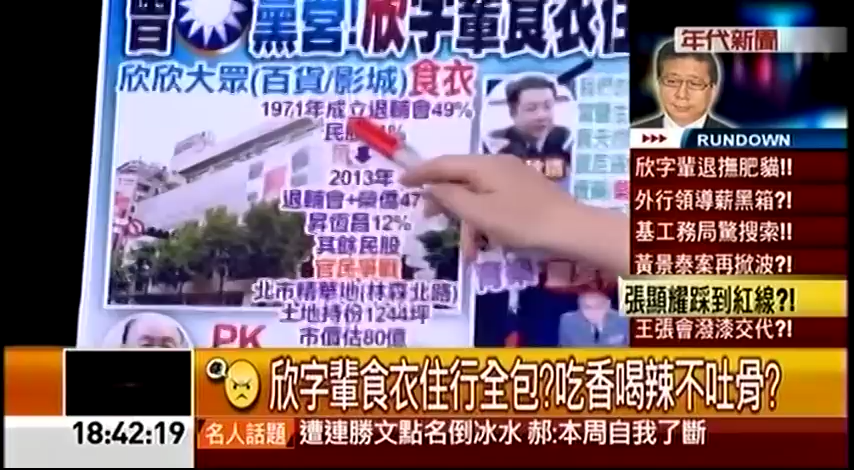 黨營!欣字輩食衣住
欣欣大眾(百貨/影城)食衣
1971年成立退輔會49%
民股
2013年
退輔會+榮僑47
昇恆昌12%
其餘民股
官民爭戰
北市精華地(林森北路)
土地持份1244坪
市價估80億
PK
年代新聞
RUNDOWN
欣字輩退撫肥貓!!
外行領導薪黑箱?!
基工務局驚搜索!!
黃景泰案再掀波?!
張顯耀踩到紅線?!
王張會潑漆交代?!
欣字輩食衣住行全包?吃香喝辣不吐骨?
18:42:19
名人話題
遭連勝文點名倒冰水 郝:本周自我了斷